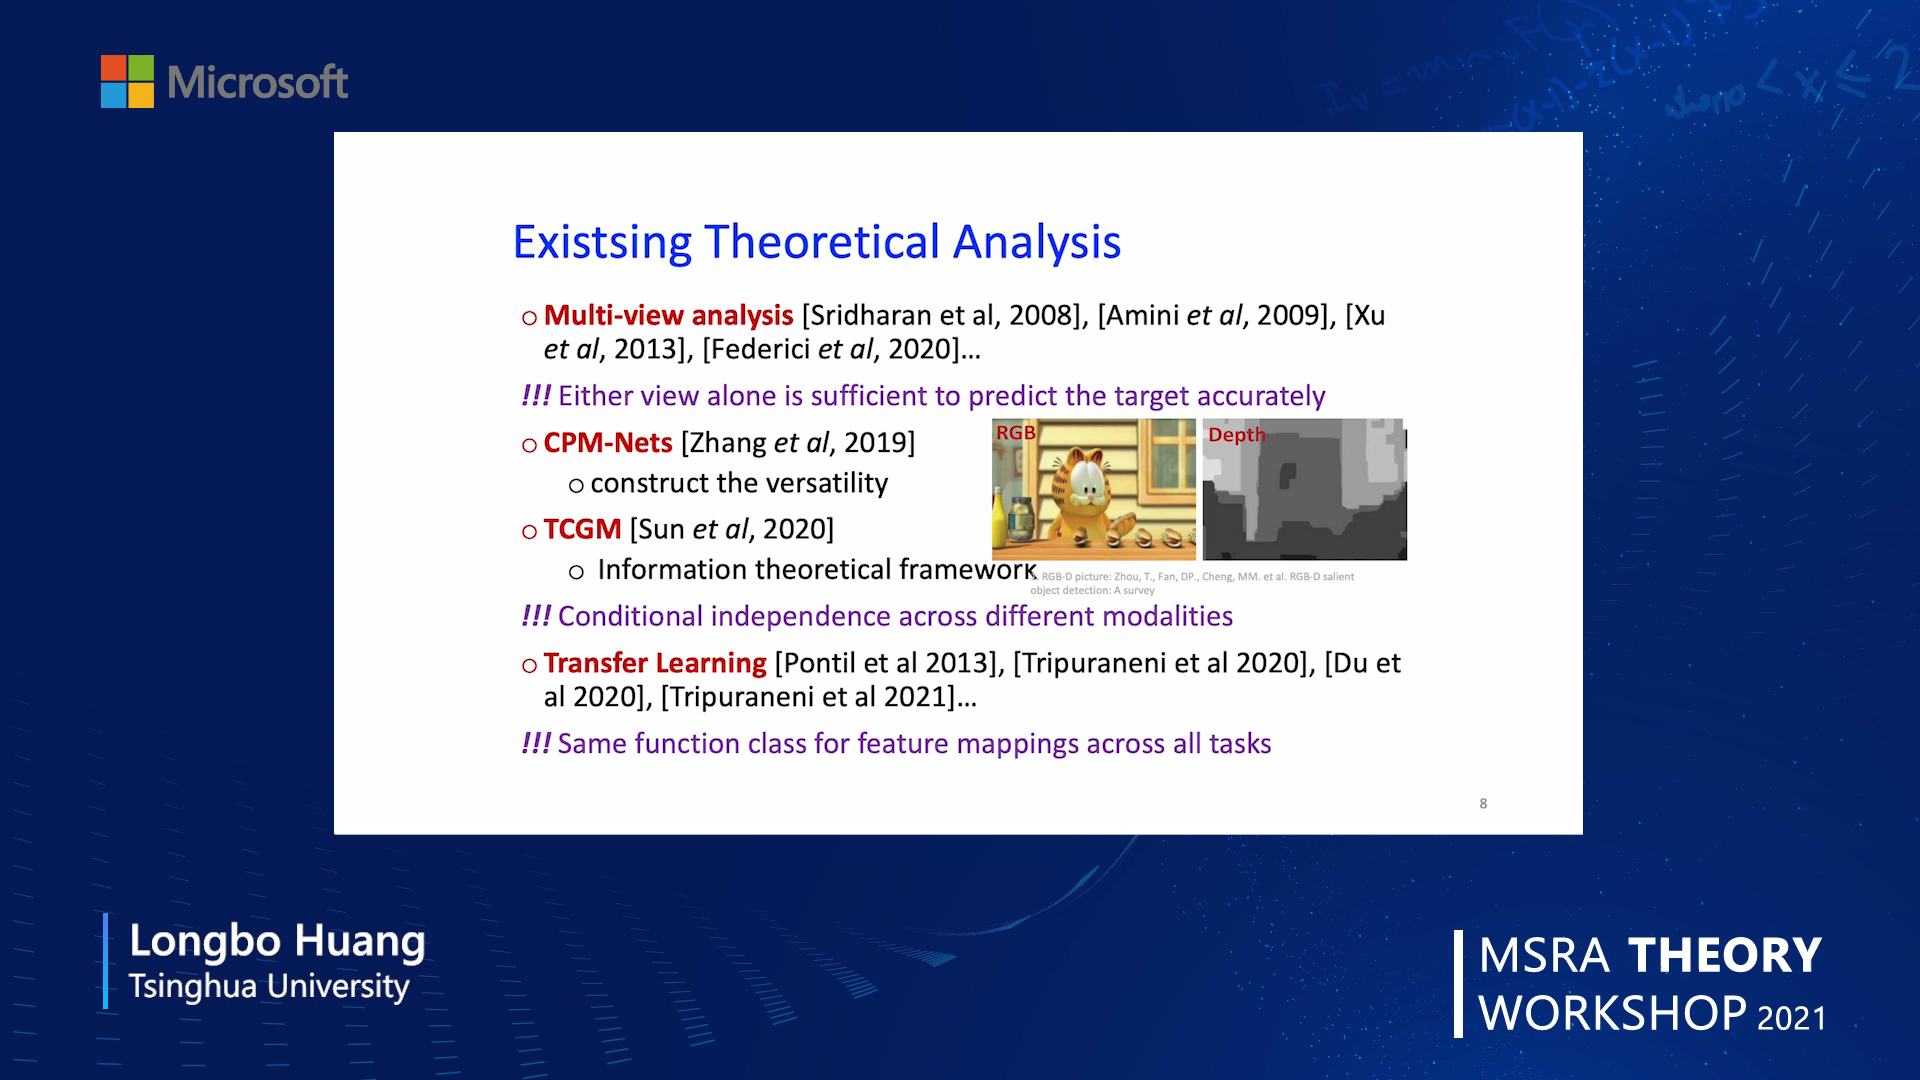 Microsoft
Existsing Theoretical Analysis
o Multi-view analysis [Sridharan et al, 2008], [Amini et al, 2009], [Xu
et al, 2013], [Federici et al, 2020]...
!!! Either view alone is sufficient to predict the target accurately
o CPM-Nets [Zhang et al, 2019]
o construct the versatility
o TCGM [Sun et al, 2020]
o Information theoretical framework
RGB
Depth
RGB-D picture: Zhou, T., Fan, DP., Cheng, MM. et al. RGB-D salient
object detection: A survey
!!! Conditional independence across different modalities
o Transfer Learning [Pontil et al 2013], [Tripuraneni et al 2020], [Du et
al 2020], [Tripuraneni et al 2021]...
!!! Same function class for feature mappings across all tasks
8
Longbo Huang
Tsinghua University
MSRA THEORY
WORKSHOP 2021